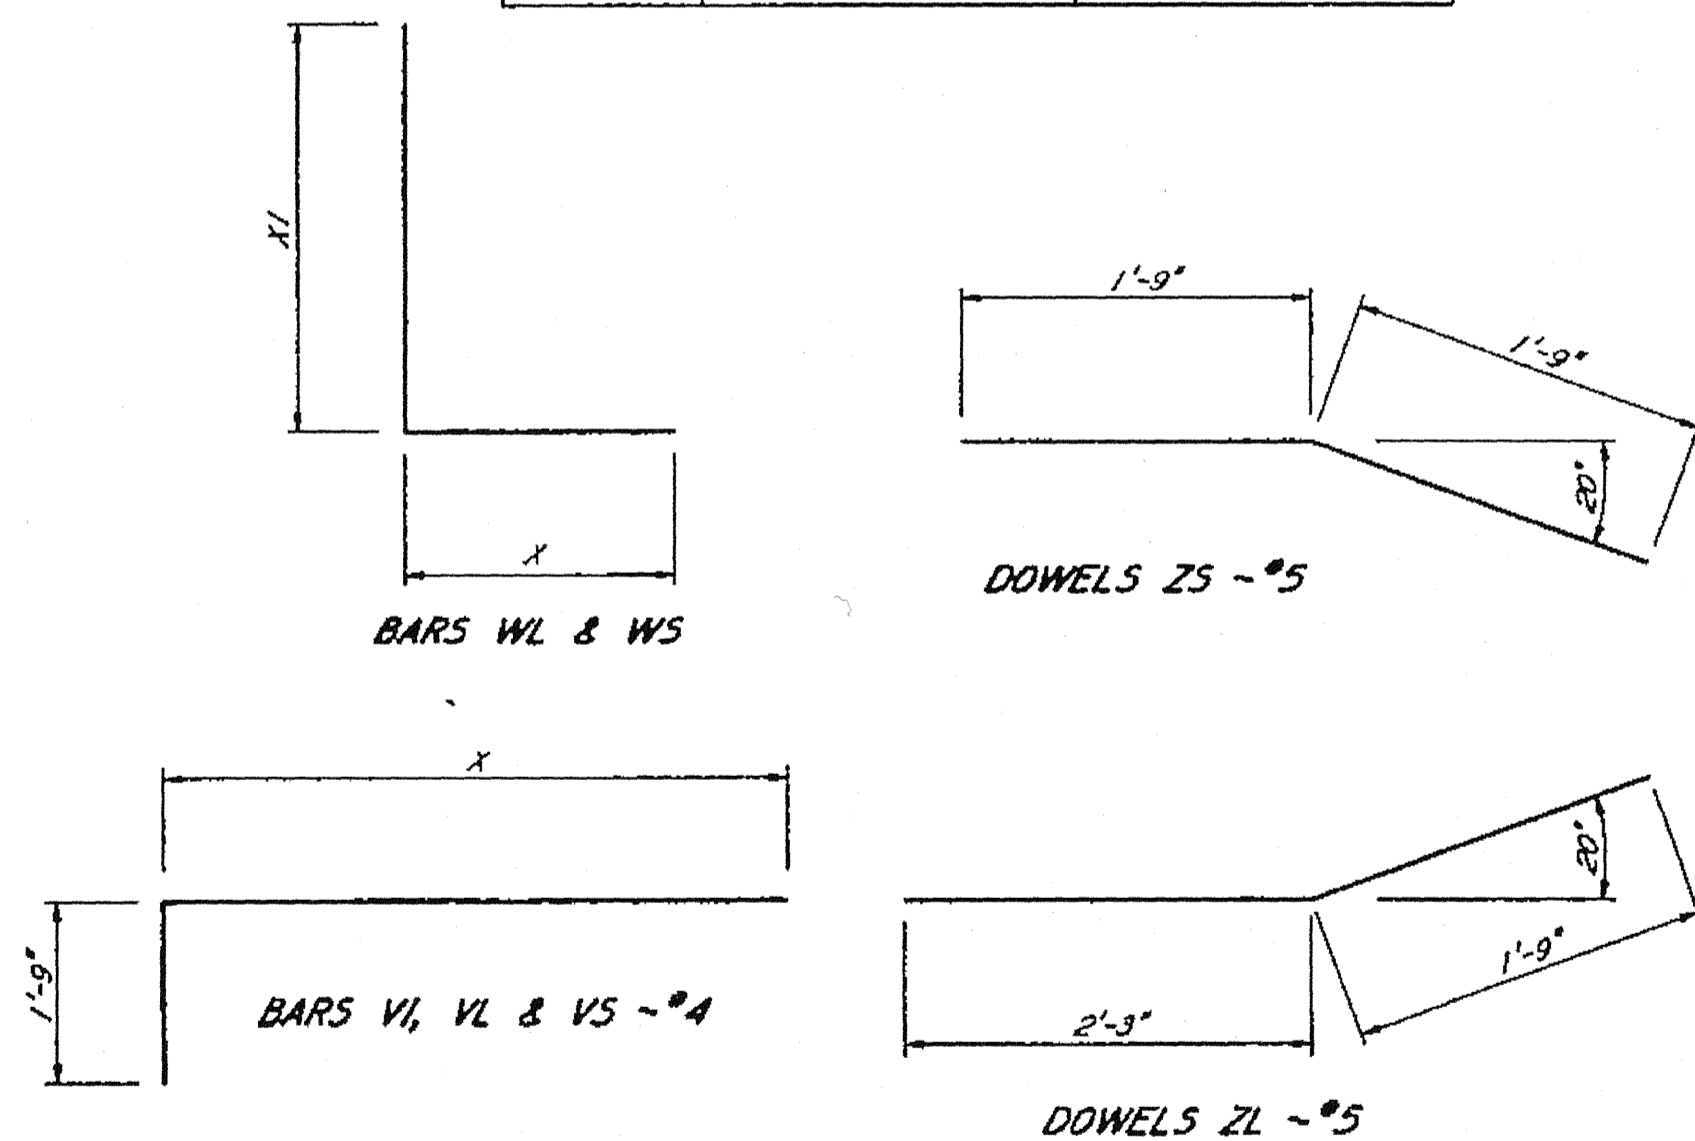 X1
X
BARS WL & WS
1'-9"
1'-9"
20°
DOWELS ZS ~ #5
X
1'-9"
BARS V1, VL & VS ~ #4
20°
1'-9"
2'-3"
DOWELS ZL ~ #5